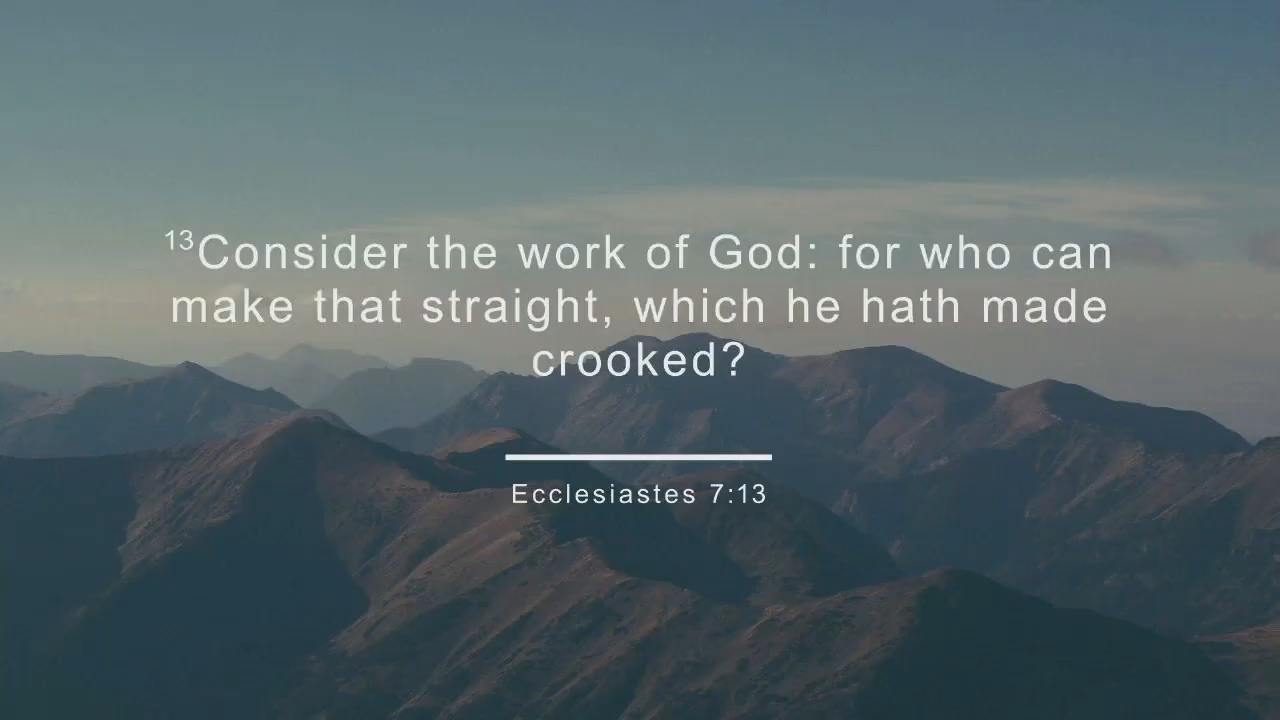 13Consider the work of God: for who can
make that straight, which he hath made
crooked?
Ecclesiastes 7:13